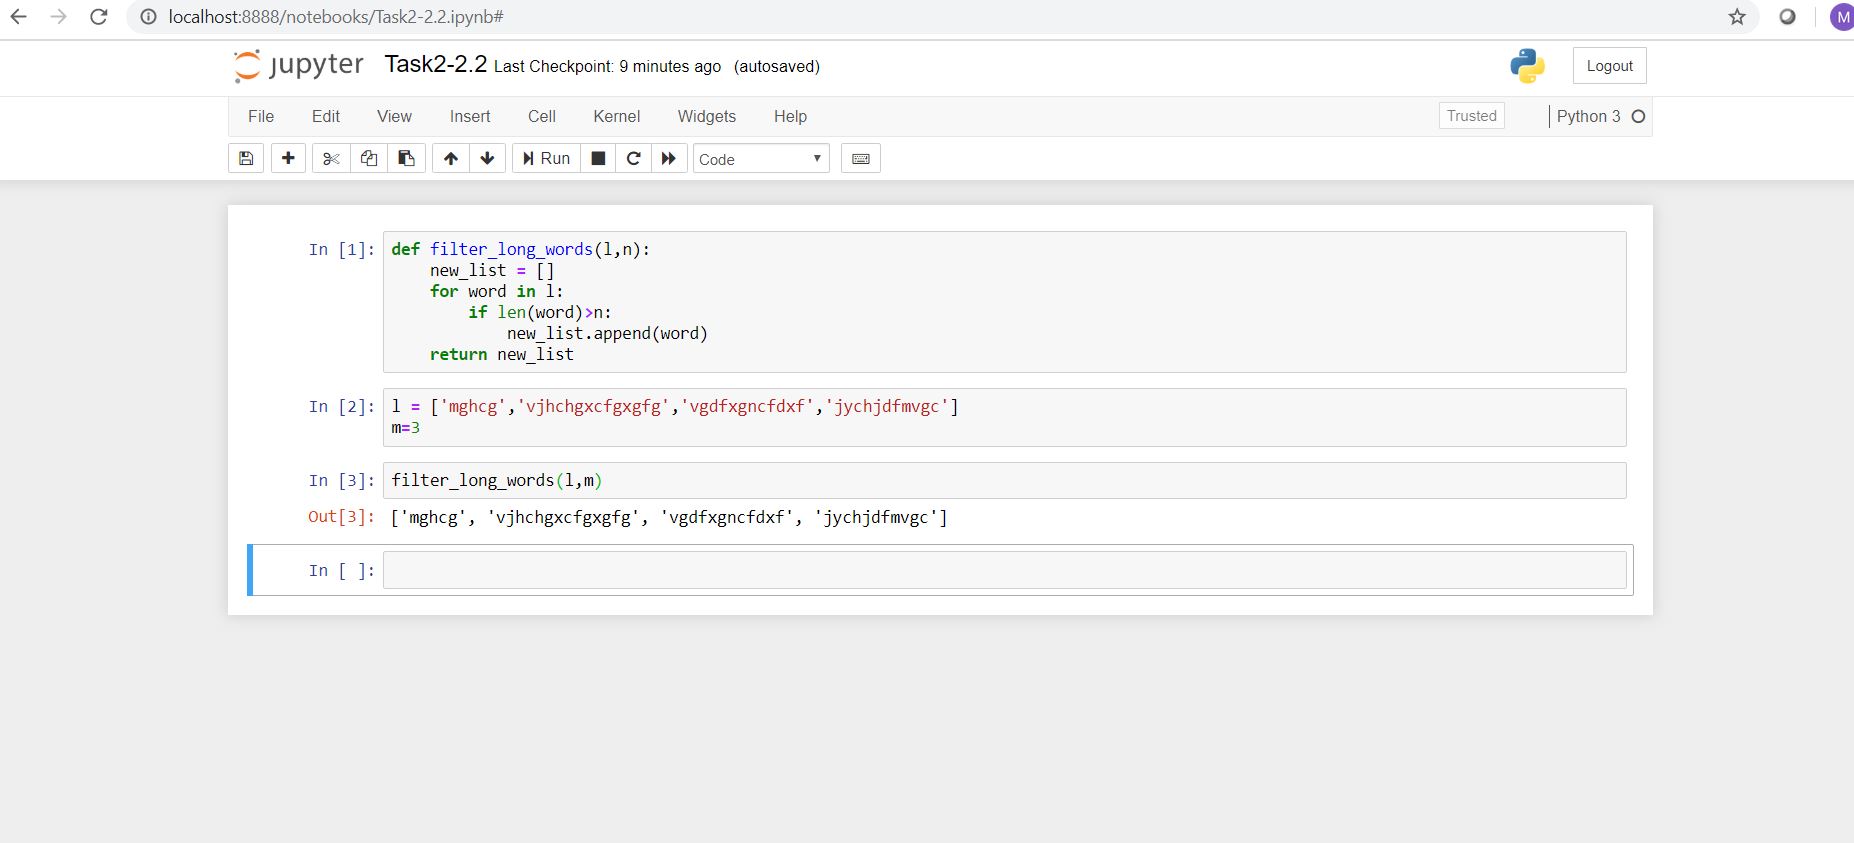 localhost:8888/notebooks/Task2-2.2.ipynb#
M
jupyter Task2-2.2 Last Checkpoint: 9 minutes ago (autosaved)
Logout
File Edit View Insert Cell Kernel Widgets Help
Trusted
Python 3
Run
Code
In [1]: def filter_long_words(l,n):
    new_list = []
    for word in l:
        if len(word)>n:
            new_list.append(word)
    return new_list
In [2]: l = ['mghcg','vjhchgxcfgxgfg','vgdfxgncfdxf','jychjdfmvgc']
m=3
In [3]: filter_long_words(l,m)
Out[3]: ['mghcg', 'vjhchgxcfgxgfg', 'vgdfxgncfdxf', 'jychjdfmvgc']
In [ ]: